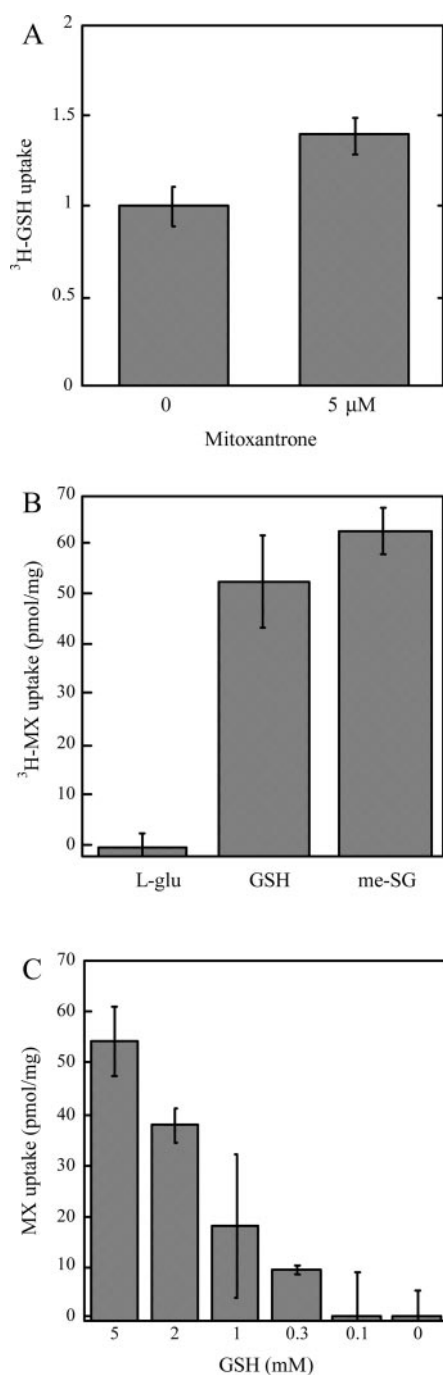 A
2
1.5
1
0.5
0
³H-GSH uptake
0 5 μM
Mitoxantrone
B
70
60
50
40
30
20
10
0
³H-MX uptake (pmol/mg)
L-glu GSH me-SG
C
70
60
50
40
30
20
10
0
MX uptake (pmol/mg)
5 2 1 0.3 0.1 0
GSH (mM)